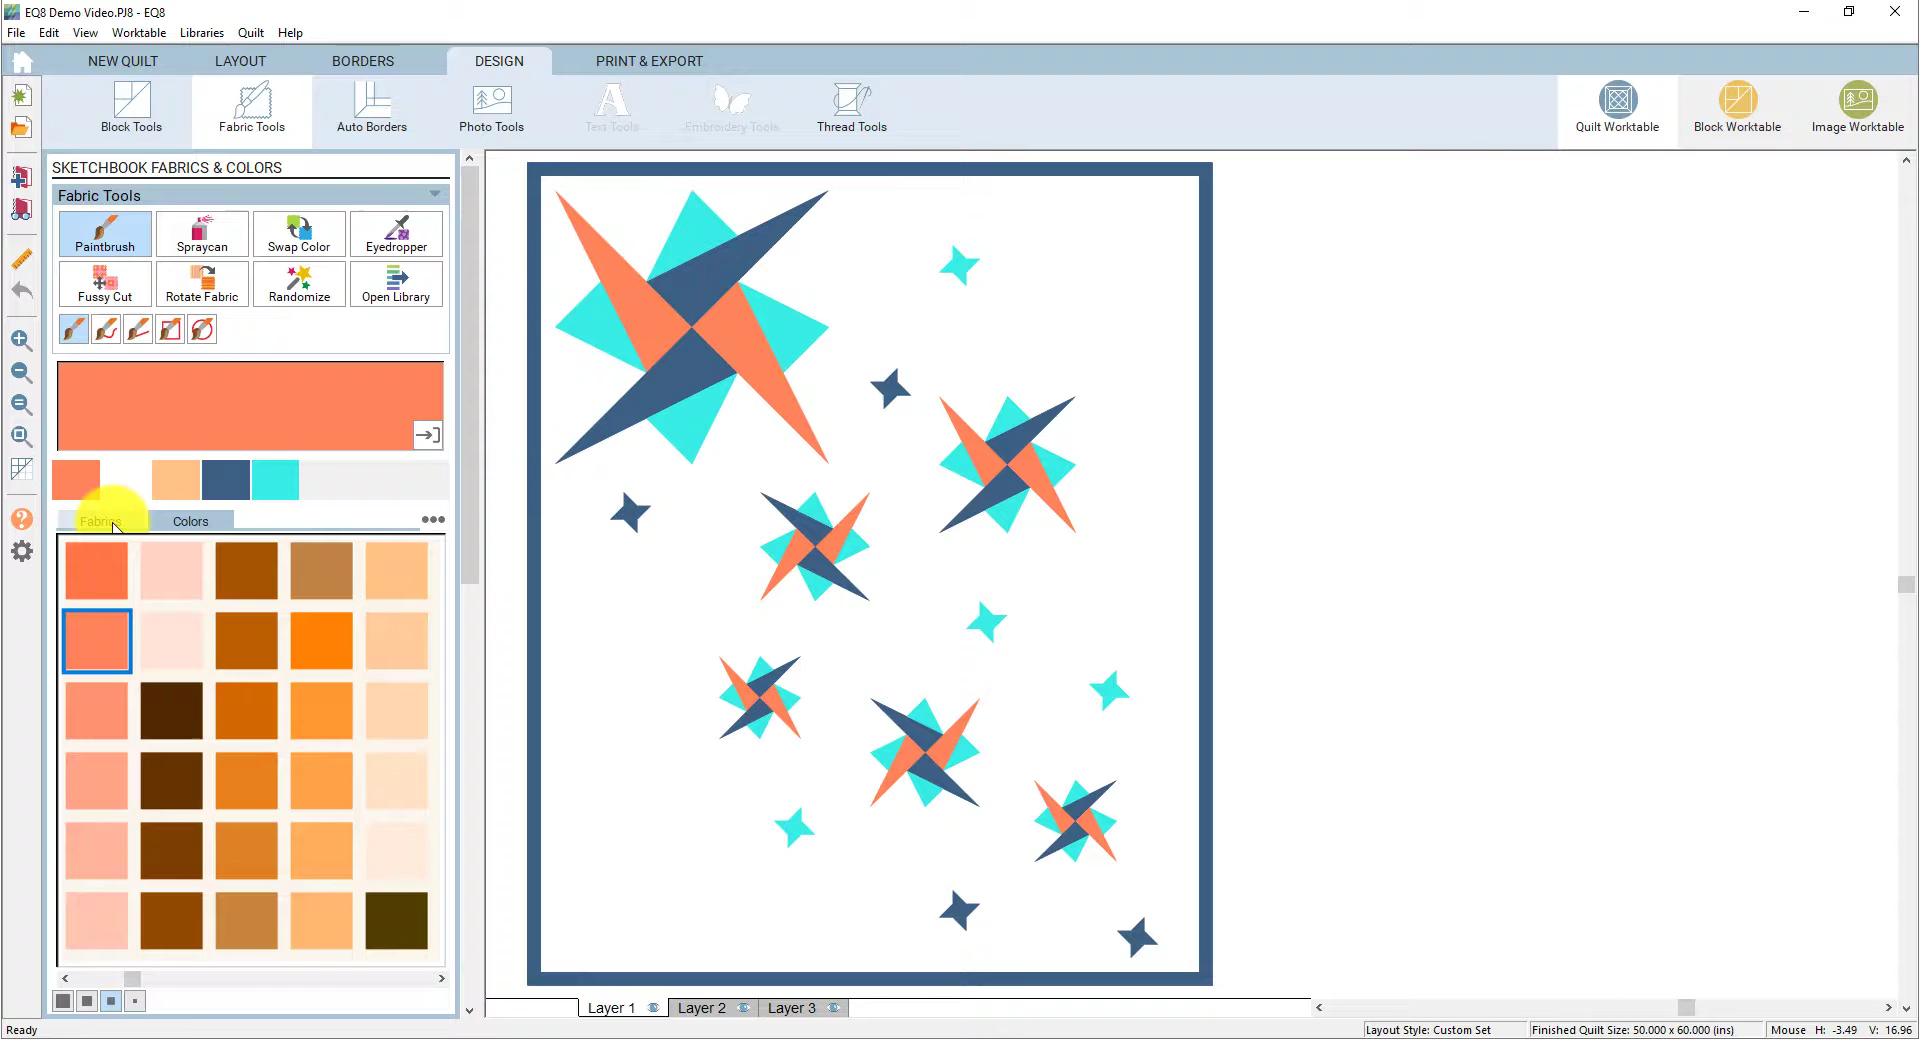 EQ8 Demo Video.PJ8 - EQ8
File Edit View Worktable Libraries Quilt Help
NEW QUILT LAYOUT BORDERS DESIGN PRINT & EXPORT
Block Tools Fabric Tools Auto Borders Photo Tools Text Tools Embroidery Tools Thread Tools Quilt Worktable Block Worktable Image Worktable
SKETCHBOOK FABRICS & COLORS
Fabric Tools
Paintbrush Spraycan Swap Color Eyedropper
Fussy Cut Rotate Fabric Randomize Open Library
Fabrics Colors
Layer 1 Layer 2 Layer 3
Ready Layout Style: Custom Set Finished Quilt Size: 50.000 x 60.000 (ins) Mouse H: -3.49 V: 16.96